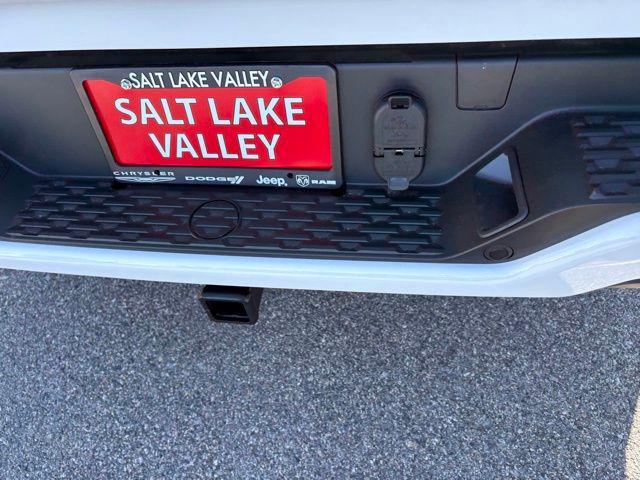 SALT LAKE VALLEY
SALT LAKE
VALLEY
CHRYSLER DODGE Jeep RAM